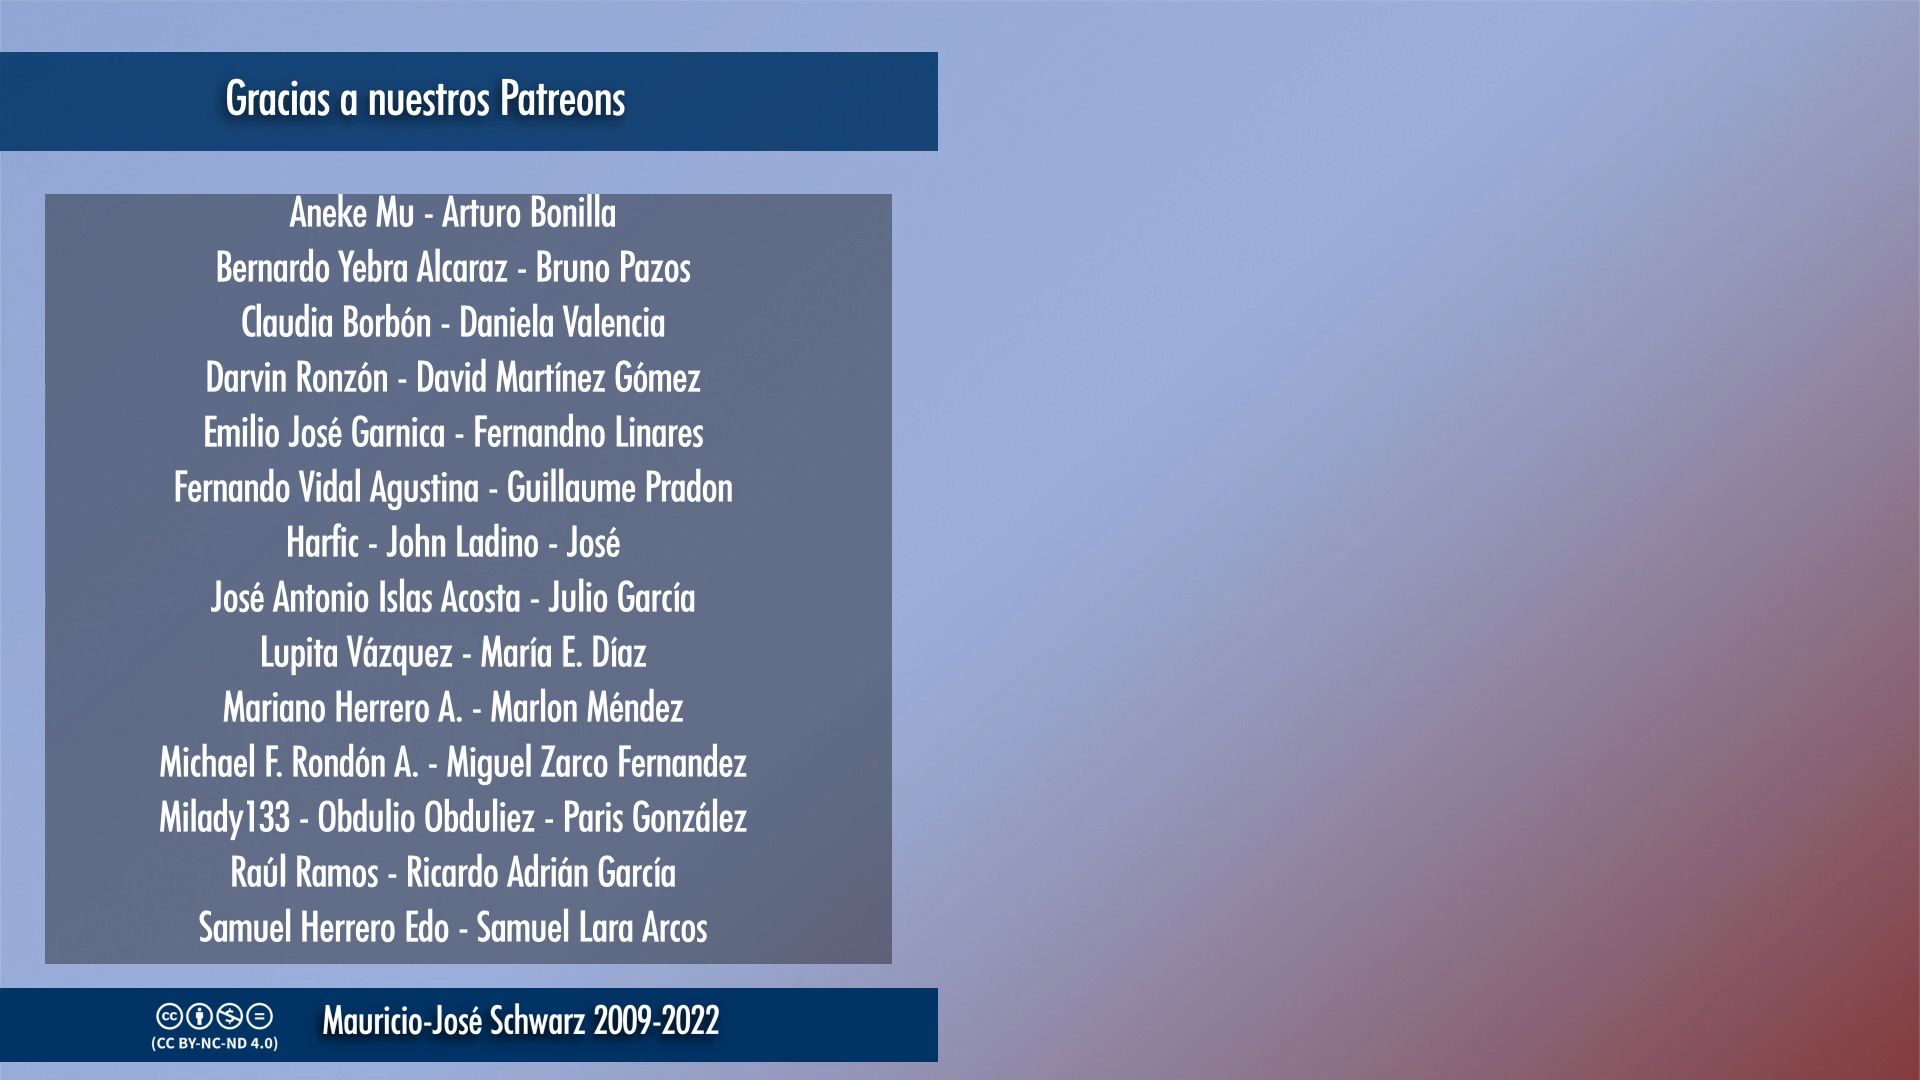 Gracias a nuestros Patreons
Aneke Mu - Arturo Bonilla
Bernardo Yebra Alcaraz - Bruno Pazos
Claudia Borbón - Daniela Valencia
Darvin Ronzón - David Martínez Gómez
Emilio José Garnica - Fernandno Linares
Fernando Vidal Agustina - Guillaume Pradon
Harfic - John Ladino - José
José Antonio Islas Acosta - Julio García
Lupita Vázquez - María E. Díaz
Mariano Herrero A. - Marlon Méndez
Michael F. Rondón A. - Miguel Zarco Fernandez
Milady133 - Obdulio Obduliez - Paris González
Raúl Ramos - Ricardo Adrián García
Samuel Herrero Edo - Samuel Lara Arcos
Mauricio-José Schwarz 2009-2022
(CC BY-NC-ND 4.0)